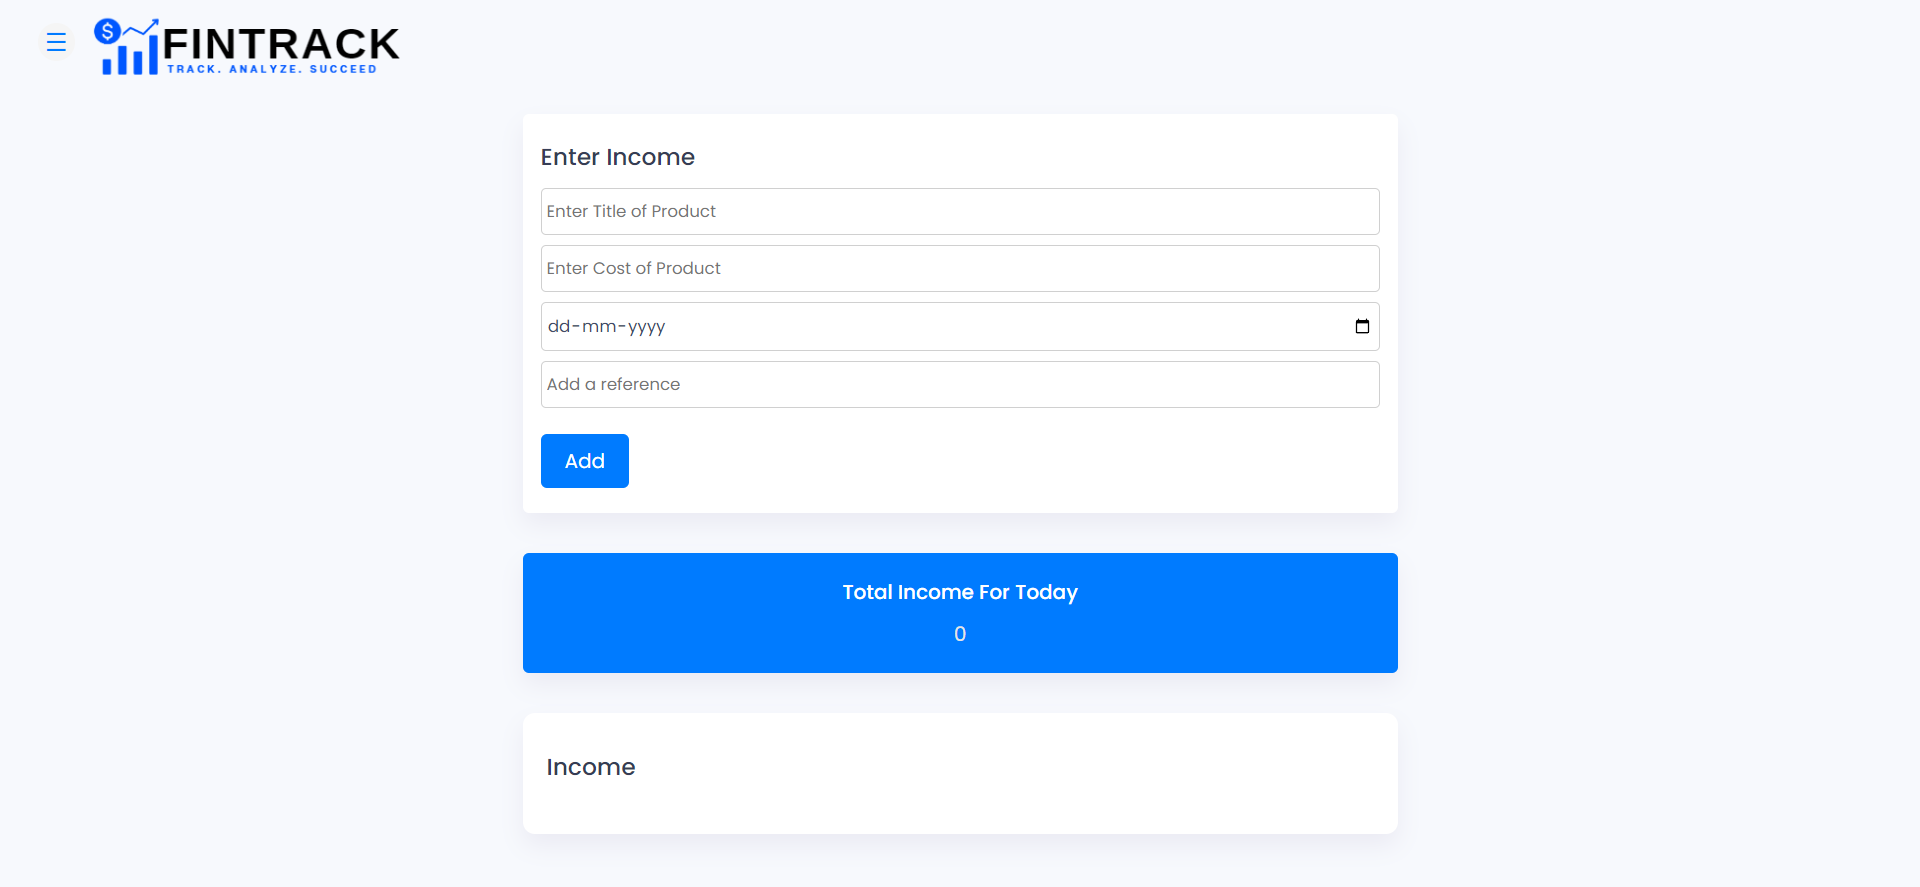 $
FINTRACK
TRACK. ANALYZE. SUCCEED
Enter Income
Enter Title of Product
Enter Cost of Product
dd-mm-yyyy
Add a reference
Add
Total Income For Today
0
Income